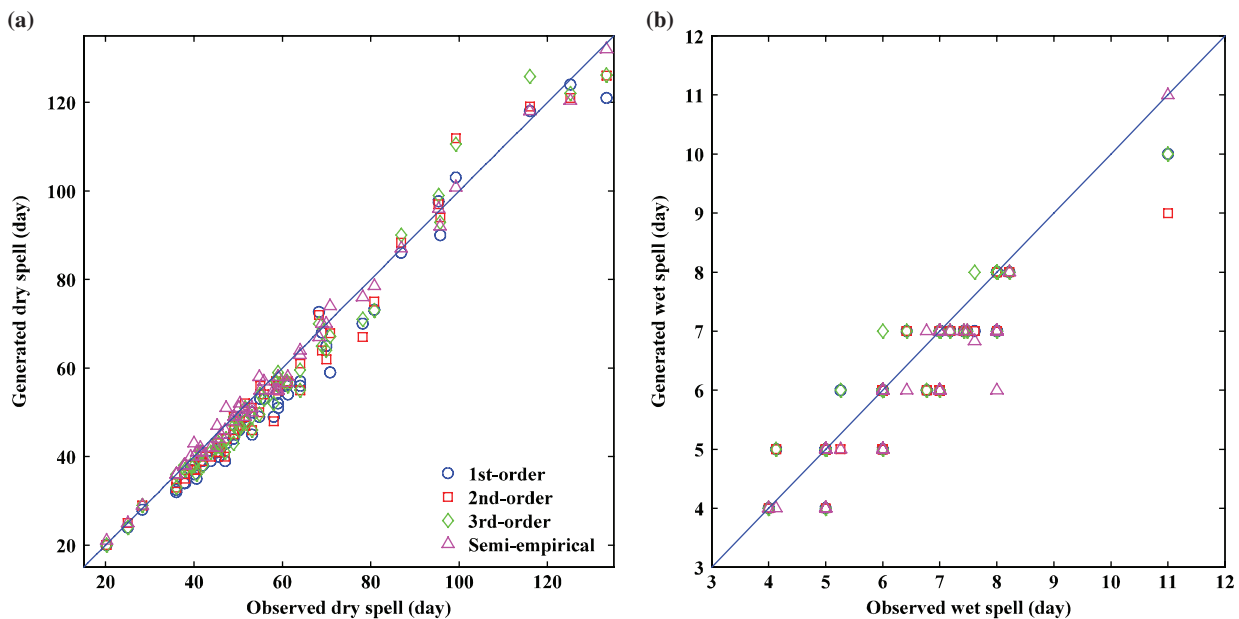 (a)
Generated dry spell (day)
120
100
80
60
40
20
20 40 60 80 100 120
Observed dry spell (day)
1st-order
2nd-order
3rd-order
Semi-empirical
(b)
Generated wet spell (day)
12
11
10
9
8
7
6
5
4
3
3 4 5 6 7 8 9 10 11 12
Observed wet spell (day)